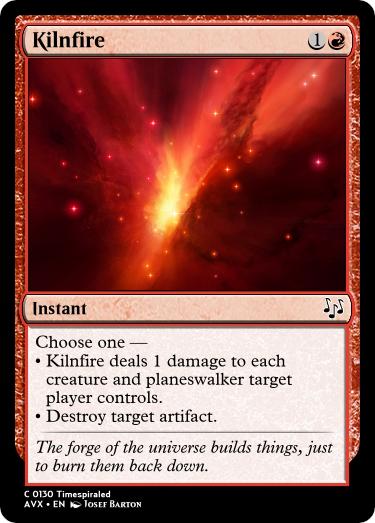 Kilnfire 1
Instant
Choose one —
• Kilnfire deals 1 damage to each
creature and planeswalker target
player controls.
• Destroy target artifact.
The forge of the universe builds things, just
to burn them back down.
C 0130 Timespiraled
AVX • EN Josef Barton